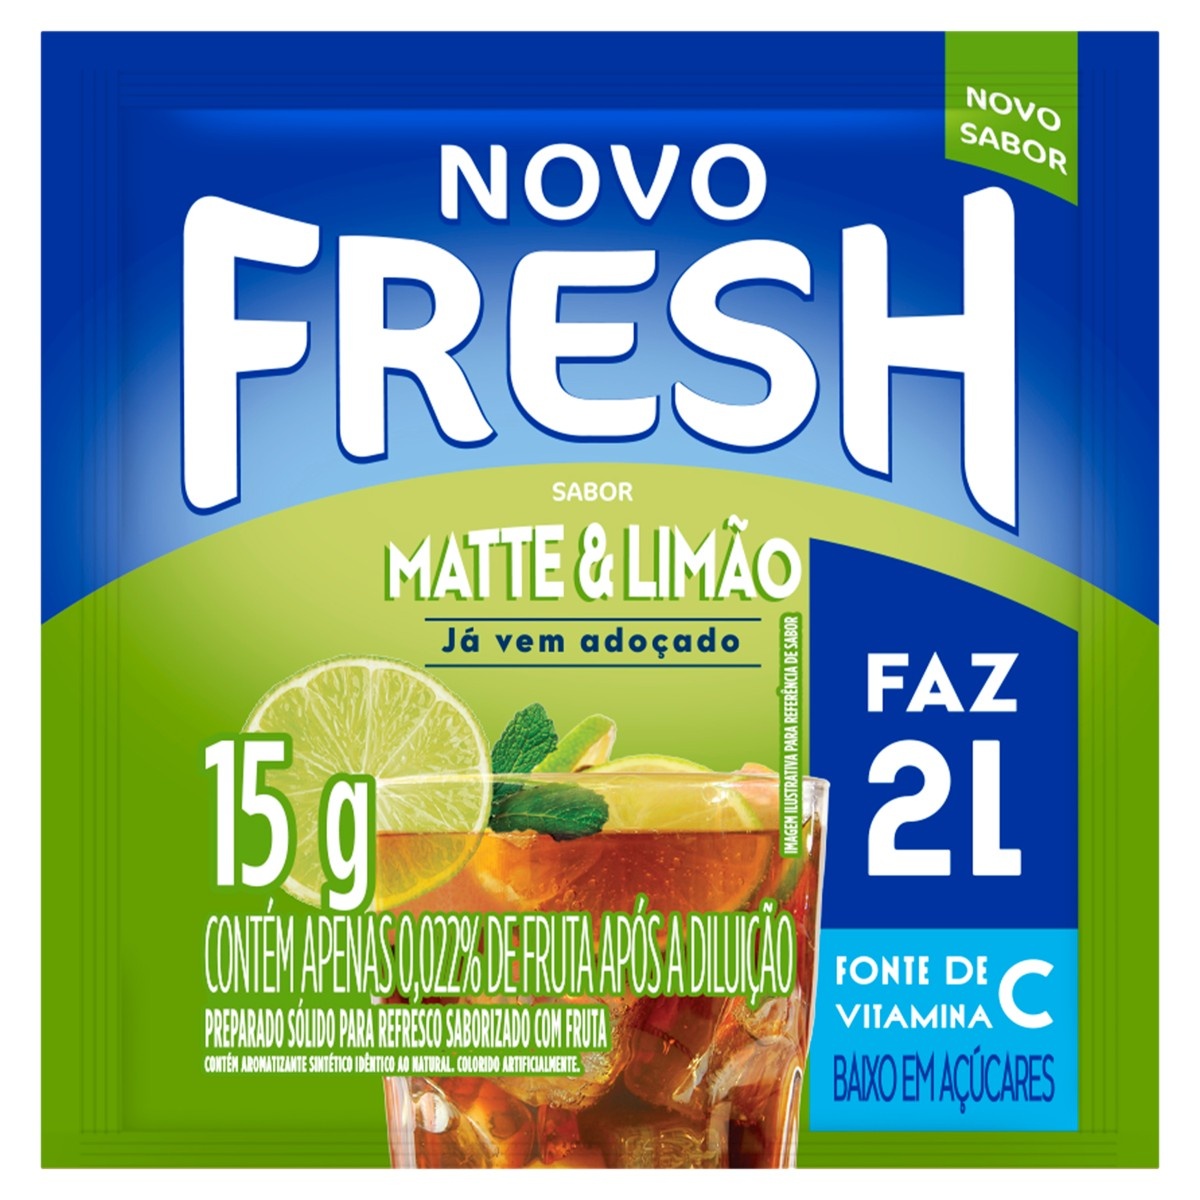 NOVO
SABOR
NOVO
FRESH
SABOR
MATTE & LIMÃO
Já vem adoçado
IMAGEM ILUSTRATIVA PARA REFERÊNCIA DE SABOR
FAZ
2L
15 g
CONTÉM APENAS 0,022% DE FRUTA APÓS A DILUIÇÃO
PREPARADO SÓLIDO PARA REFRESCO SABORIZADO COM FRUTA
CONTÉM AROMATIZANTE SINTÉTICO IDÊNTICO AO NATURAL. COLORIDO ARTIFICIALMENTE.
FONTE DE
VITAMINA C
BAIXO EM AÇÚCARES